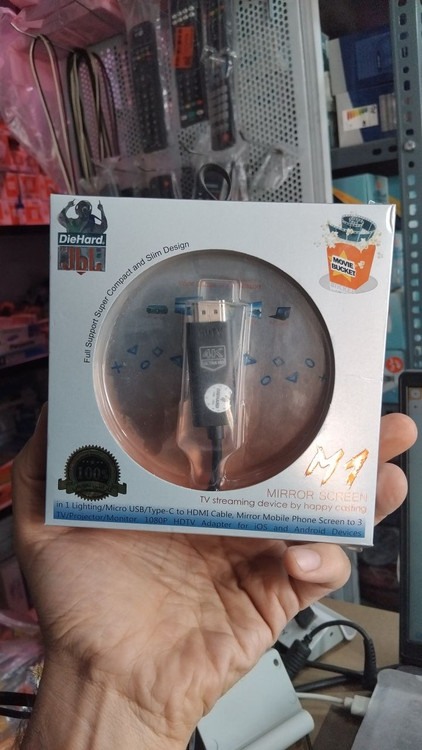 DieHard.
Full Support Super Compact and Slim Design
MOVIE
BUCKET
100%
M1
MIRROR SCREEN
TV streaming device by happy casting
in 1 Lighting/Micro USB/Type-C to HDMI Cable, Mirror Mobile Phone Screen to 3
TV/Projector/Monitor, 1080P HDTV Adapter for iOS and Android Devices